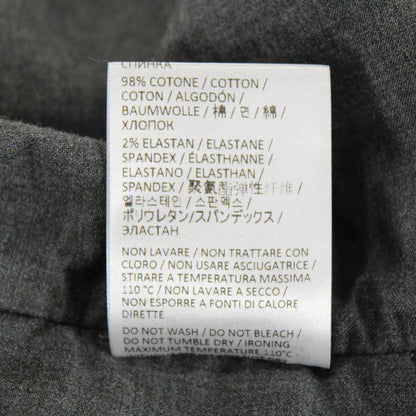 СПИНКА
98% COTONE / COTTON /
COTON / ALGODÓN /
BAUMWOLLE / 棉 / 면 / 綿 /
ХЛОПОК
2% ELASTAN / ELASTANE /
SPANDEX / ÉLASTHANNE /
ELASTANO / ELASTHAN /
SPANDEX / 聚氨酯弹性纤维 /
엘라스테인 / 스판덱스 /
ポリウレタン/スパンデックス /
ЭЛАСТАН
NON LAVARE / NON TRATTARE CON
CLORO / NON USARE ASCIUGATRICE /
STIRARE A TEMPERATURA MASSIMA
110 °C / NON LAVARE A SECCO /
NON ESPORRE A FONTI DI CALORE
DIRETTE
DO NOT WASH / DO NOT BLEACH /
DO NOT TUMBLE DRY / IRONING
MAXIMUM TEMPERATURE 110°C -